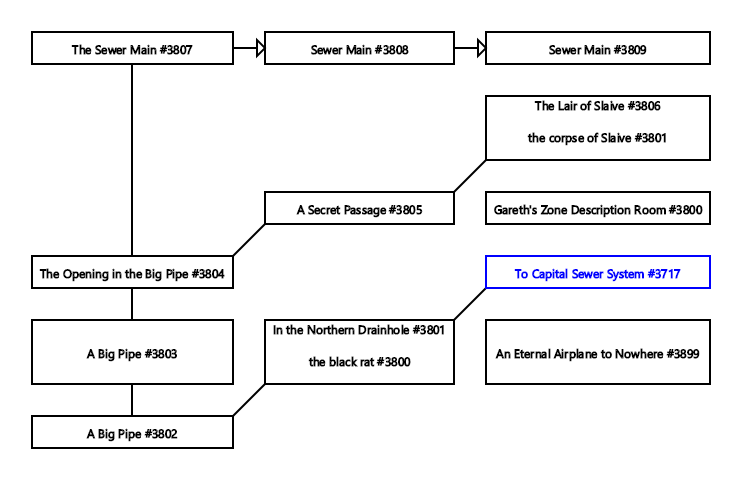 The Sewer Main #3807
Sewer Main #3808
Sewer Main #3809
The Lair of Slaive #3806
the corpse of Slaive #3801
A Secret Passage #3805
Gareth's Zone Description Room #3800
The Opening in the Big Pipe #3804
To Capital Sewer System #3717
In the Northern Drainhole #3801
the black rat #3800
A Big Pipe #3803
An Eternal Airplane to Nowhere #3899
A Big Pipe #3802